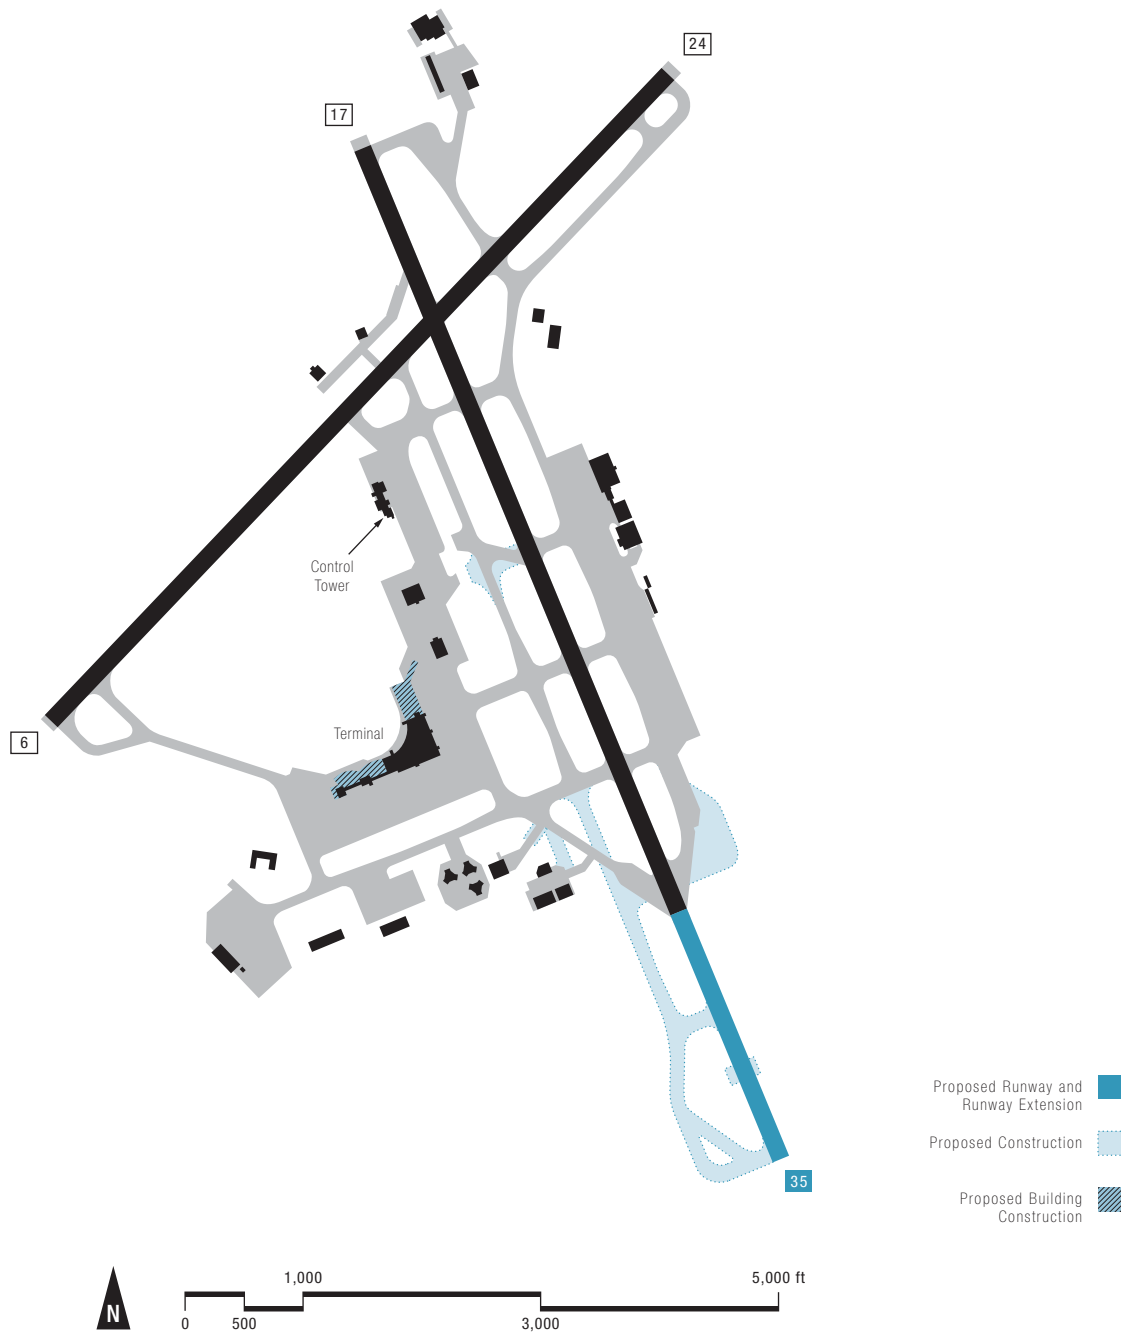 24
17
Control
Tower
Terminal
6
Proposed Runway and
Runway Extension
Proposed Construction
35
Proposed Building
Construction
1,000
5,000 ft
N
0
500
3,000